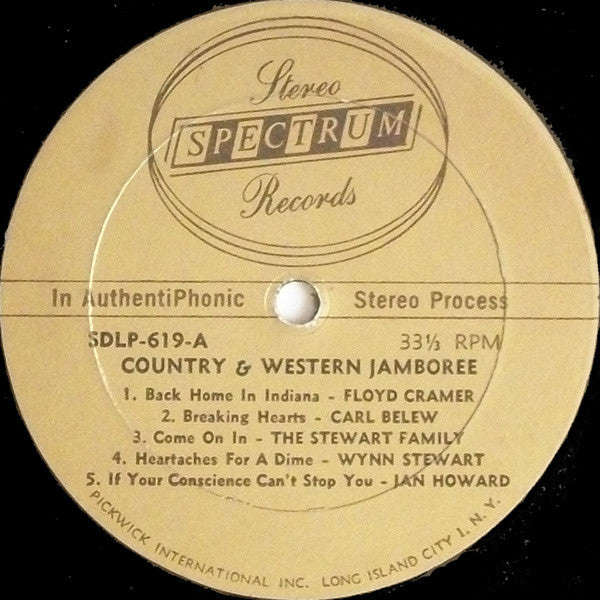 Stereo
SPECTRUM
Records
In AuthentiPhonic Stereo Process
SDLP-619-A 33⅓ RPM
COUNTRY & WESTERN JAMBOREE
1. Back Home In Indiana - FLOYD CRAMER
2. Breaking Hearts - CARL BELEW
3. Come On In - THE STEWART FAMILY
4. Heartaches For A Dime - WYNN STEWART
5. If Your Conscience Can't Stop You - JAN HOWARD
PICKWICK INTERNATIONAL INC. LONG ISLAND CITY 1, N. Y.